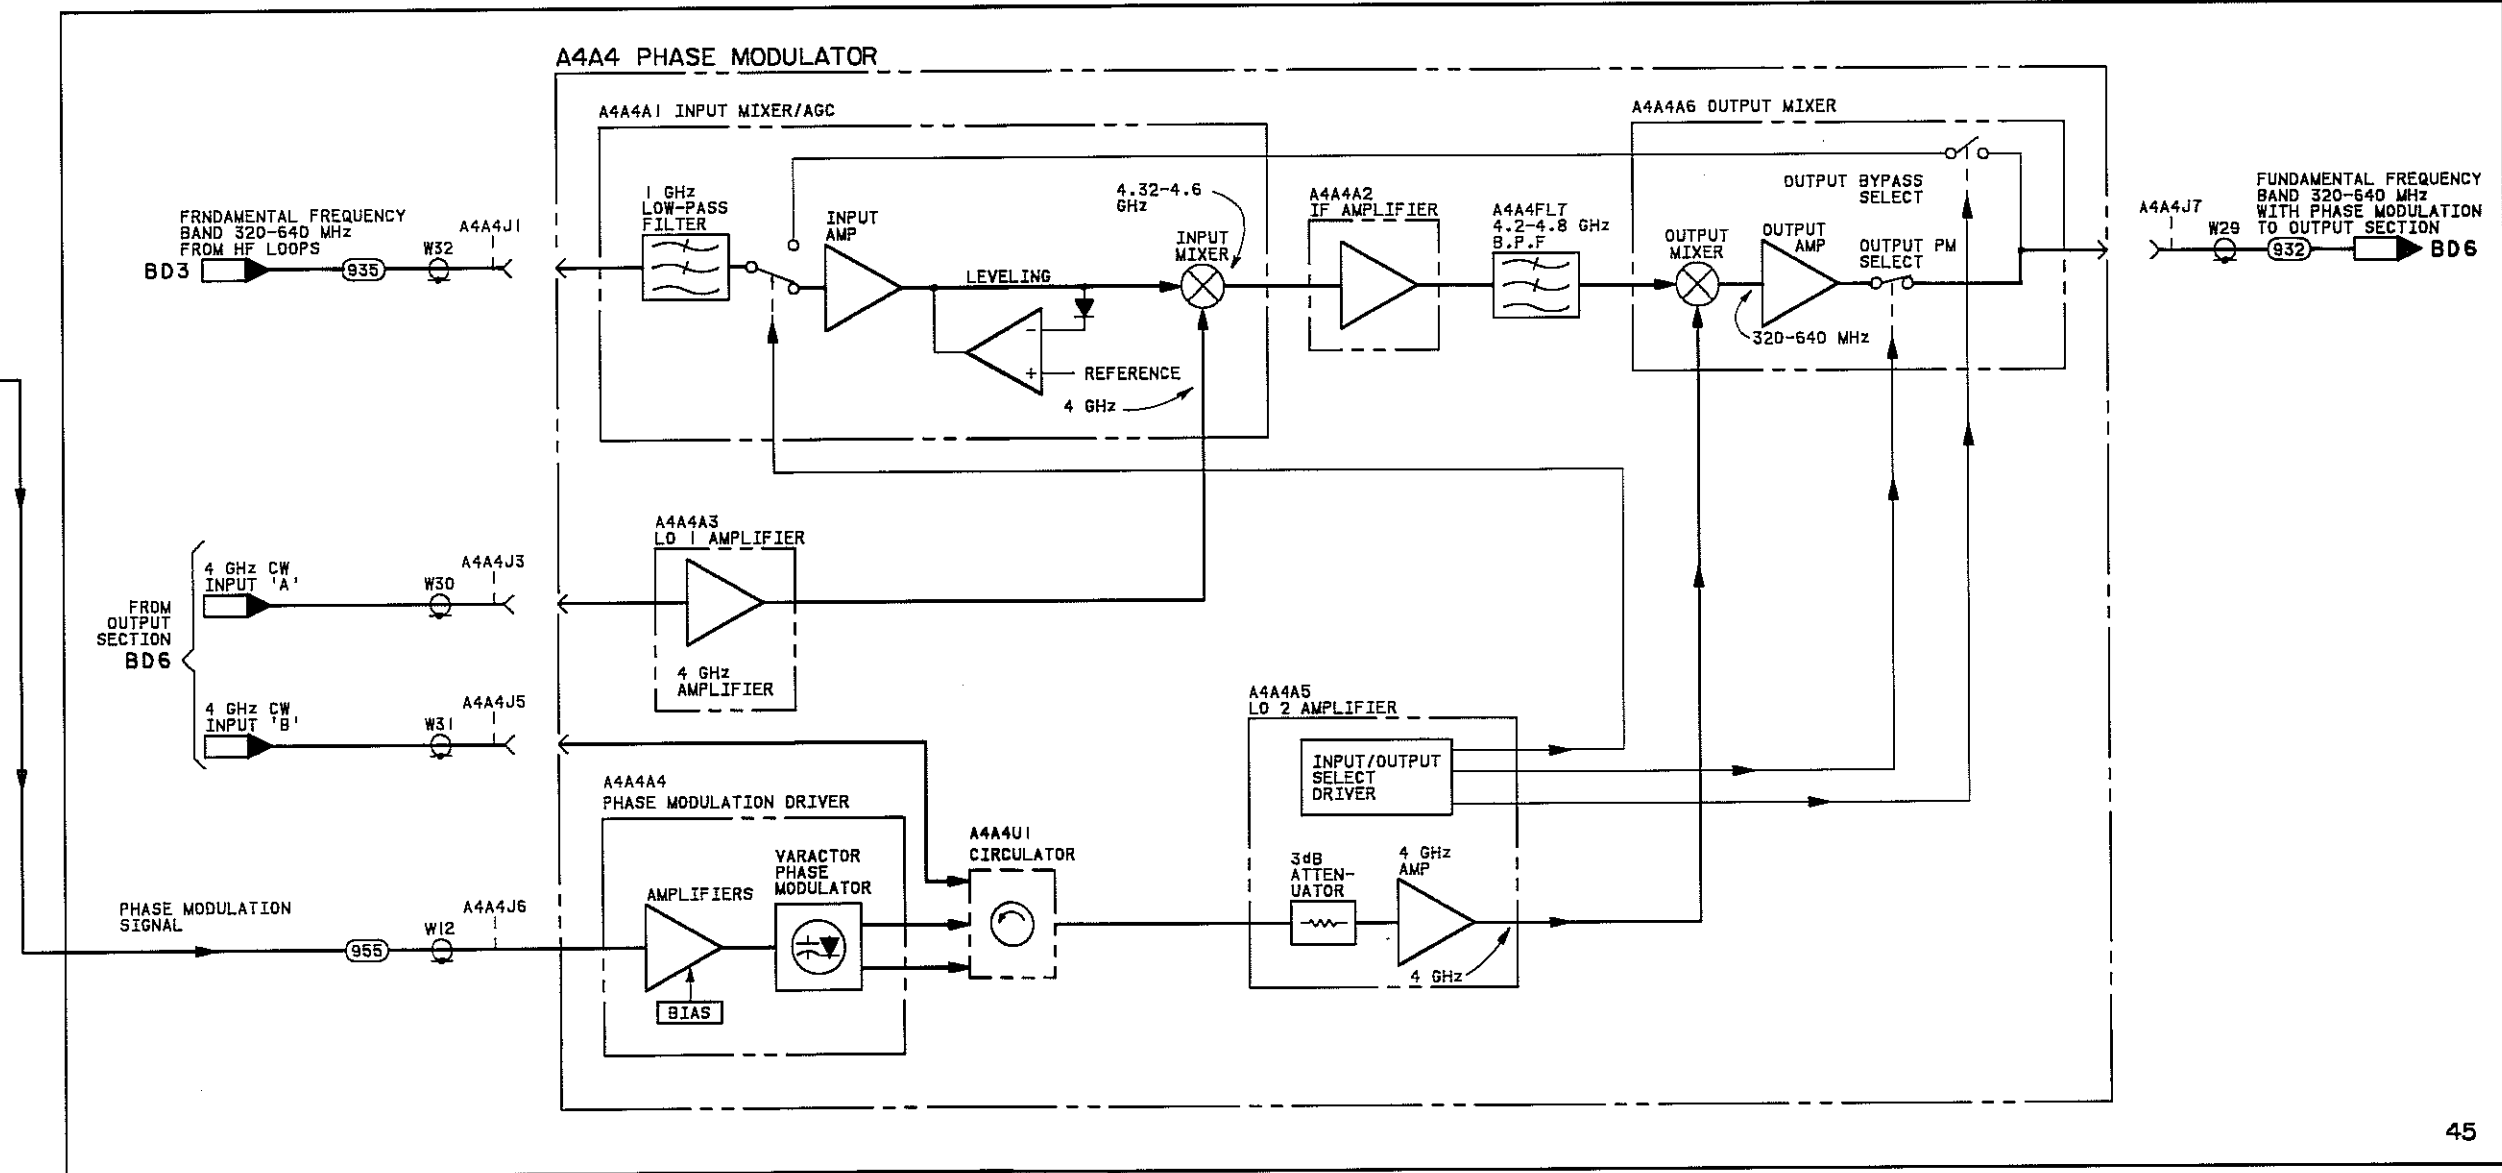 A4A4 PHASE MODULATOR
A4A4A1 INPUT MIXER/AGC
A4A4A6 OUTPUT MIXER
FRNDAMENTAL FREQUENCY
BAND 320-640 MHz
FROM HF LOOPS
BD3
935
W32
A4A4J1
1 GHz
LOW-PASS
FILTER
INPUT
AMP
LEVELING
-
+
REFERENCE
4 GHz
4.32-4.6
GHz
INPUT
MIXER
A4A4A2
IF AMPLIFIER
A4A4FL7
4.2-4.8 GHz
B.P.F
OUTPUT
MIXER
OUTPUT
AMP
320-640 MHz
OUTPUT BYPASS
SELECT
OUTPUT PM
SELECT
A4A4J7
W29
932
FUNDAMENTAL FREQUENCY
BAND 320-640 MHz
WITH PHASE MODULATION
TO OUTPUT SECTION
BD6
FROM
OUTPUT
SECTION
BD6
4 GHz CW
INPUT 'A'
W30
A4A4J3
A4A4A3
LO 1 AMPLIFIER
4 GHz
AMPLIFIER
4 GHz CW
INPUT 'B'
W31
A4A4J5
A4A4A4
PHASE MODULATION DRIVER
AMPLIFIERS
BIAS
VARACTOR
PHASE
MODULATOR
A4A4U1
CIRCULATOR
A4A4A5
LO 2 AMPLIFIER
INPUT/OUTPUT
SELECT
DRIVER
3dB
ATTEN-
UATOR
4 GHz
AMP
4 GHz
PHASE MODULATION
SIGNAL
955
W12
A4A4J6
45